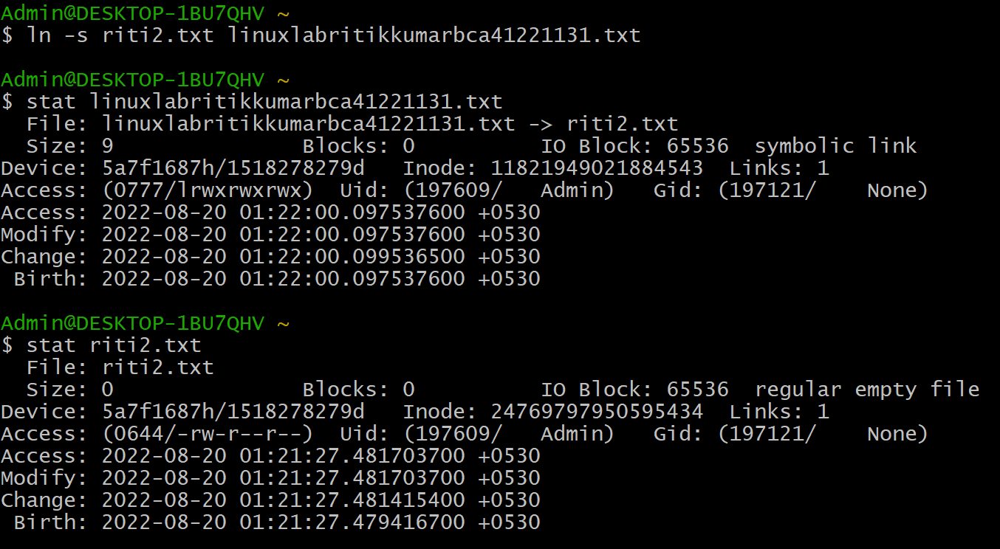 Admin@DESKTOP-1BU7QHV ~
$ ln -s riti2.txt linuxlabritikkumarbca41221131.txt

Admin@DESKTOP-1BU7QHV ~
$ stat linuxlabritikkumarbca41221131.txt
  File: linuxlabritikkumarbca41221131.txt -> riti2.txt
  Size: 9               Blocks: 0          IO Block: 65536  symbolic link
Device: 5a7f1687h/1518278279d   Inode: 11821949021884543  Links: 1
Access: (0777/lrwxrwxrwx)  Uid: (197609/   Admin)   Gid: (197121/    None)
Access: 2022-08-20 01:22:00.097537600 +0530
Modify: 2022-08-20 01:22:00.097537600 +0530
Change: 2022-08-20 01:22:00.099536500 +0530
 Birth: 2022-08-20 01:22:00.097537600 +0530

Admin@DESKTOP-1BU7QHV ~
$ stat riti2.txt
  File: riti2.txt
  Size: 0               Blocks: 0          IO Block: 65536  regular empty file
Device: 5a7f1687h/1518278279d   Inode: 24769797950595434  Links: 1
Access: (0644/-rw-r--r--)  Uid: (197609/   Admin)   Gid: (197121/    None)
Access: 2022-08-20 01:21:27.481703700 +0530
Modify: 2022-08-20 01:21:27.481703700 +0530
Change: 2022-08-20 01:21:27.481415400 +0530
 Birth: 2022-08-20 01:21:27.479416700 +0530